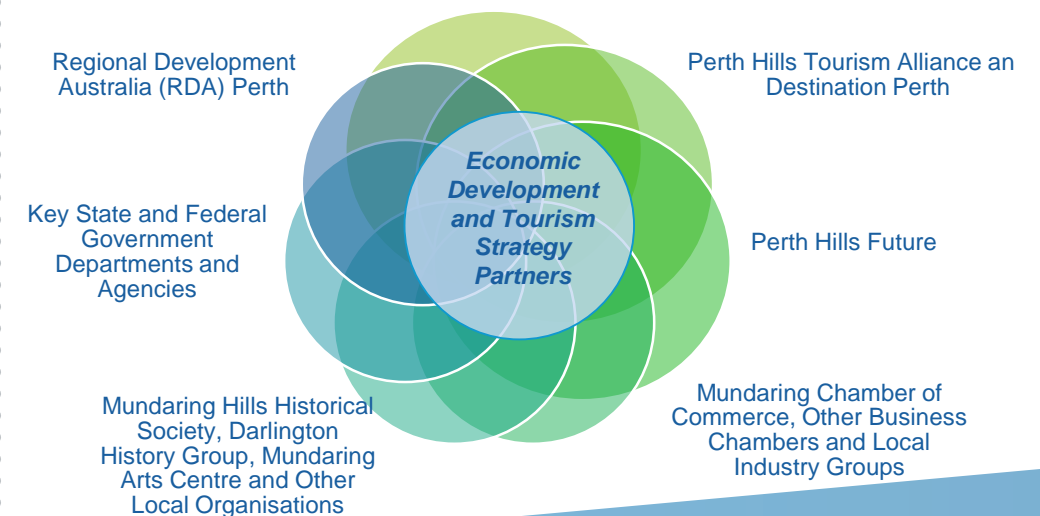 Regional Development
Australia (RDA) Perth
Perth Hills Tourism Alliance an
Destination Perth
Economic
Development
and Tourism
Strategy
Partners
Key State and Federal
Government
Departments and
Agencies
Perth Hills Future
Mundaring Hills Historical
Society, Darlington
History Group, Mundaring
Arts Centre and Other
Local Organisations
Mundaring Chamber of
Commerce, Other Business
Chambers and Local
Industry Groups